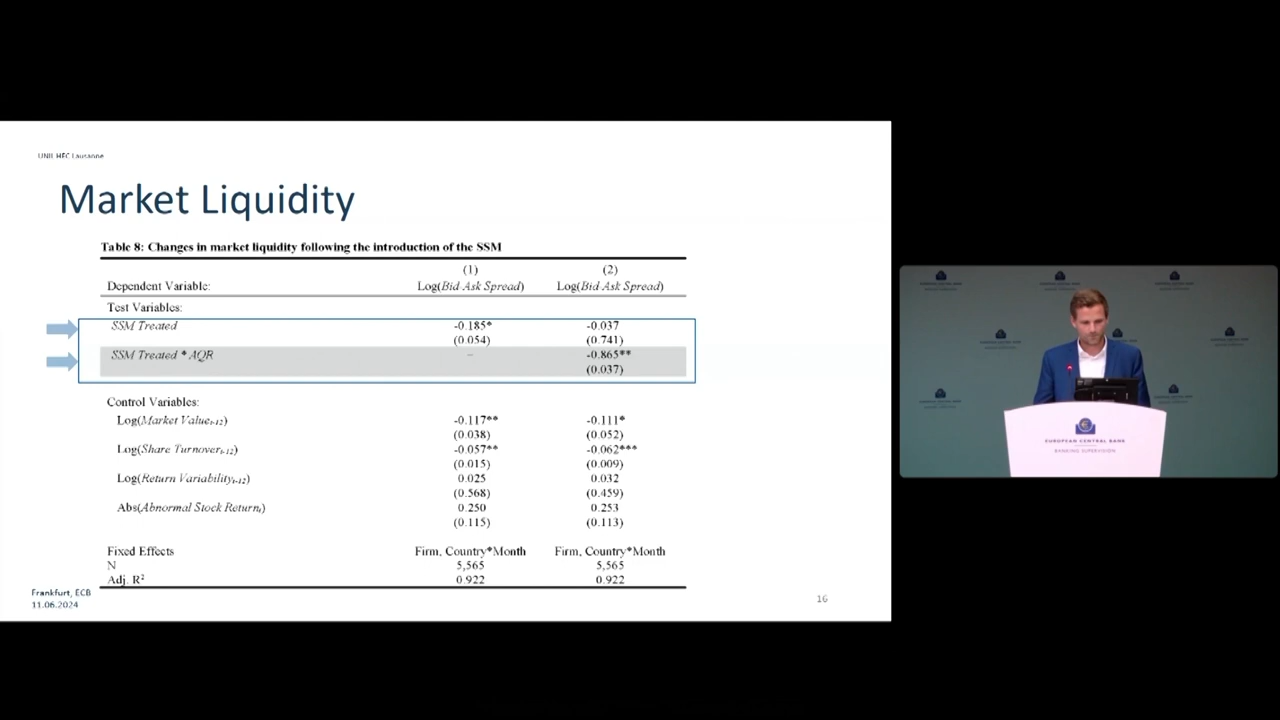 UNIL HEC Lausanne
Market Liquidity
Table 8: Changes in market liquidity following the introduction of the SSM
(1) (2)
Dependent Variable: Log(Bid Ask Spread) Log(Bid Ask Spread)
Test Variables:
SSM Treated -0.185* -0.037
(0.054) (0.741)
SSM Treated * AQR – -0.865**
(0.037)
Control Variables:
Log(Market Valueₜ₋₁₂) -0.117** -0.111*
(0.038) (0.052)
Log(Share Turnoverₜ₋₁₂) -0.057** -0.062***
(0.015) (0.009)
Log(Return Variabilityₜ₋₁₂) 0.025 0.032
(0.568) (0.459)
Abs(Abnormal Stock Returnₜ) 0.250 0.253
(0.115) (0.113)
Fixed Effects Firm, Country*Month Firm, Country*Month
N 5,565 5,565
Adj. R² 0.922 0.922
Frankfurt, ECB
11.06.2024
16
EUROPEAN CENTRAL BANK
BANKING SUPERVISION